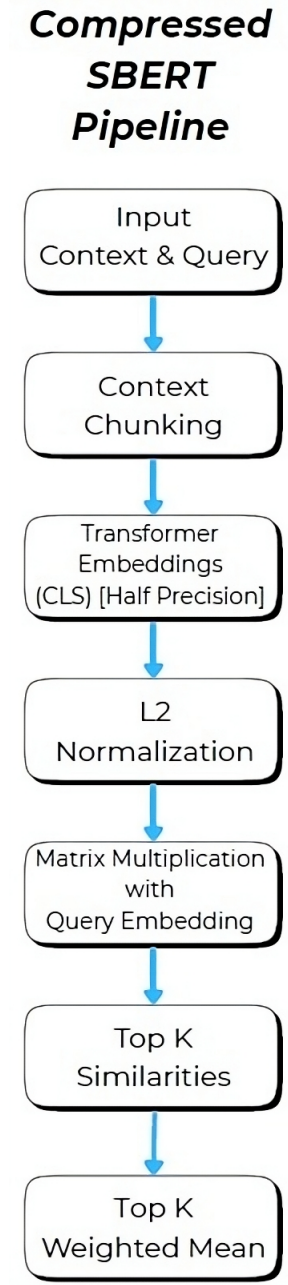 Compressed
SBERT
Pipeline
Input
Context & Query
Context
Chunking
Transformer
Embeddings
(CLS) [Half Precision]
L2
Normalization
Matrix Multiplication
with
Query Embedding
Top K
Similarities
Top K
Weighted Mean